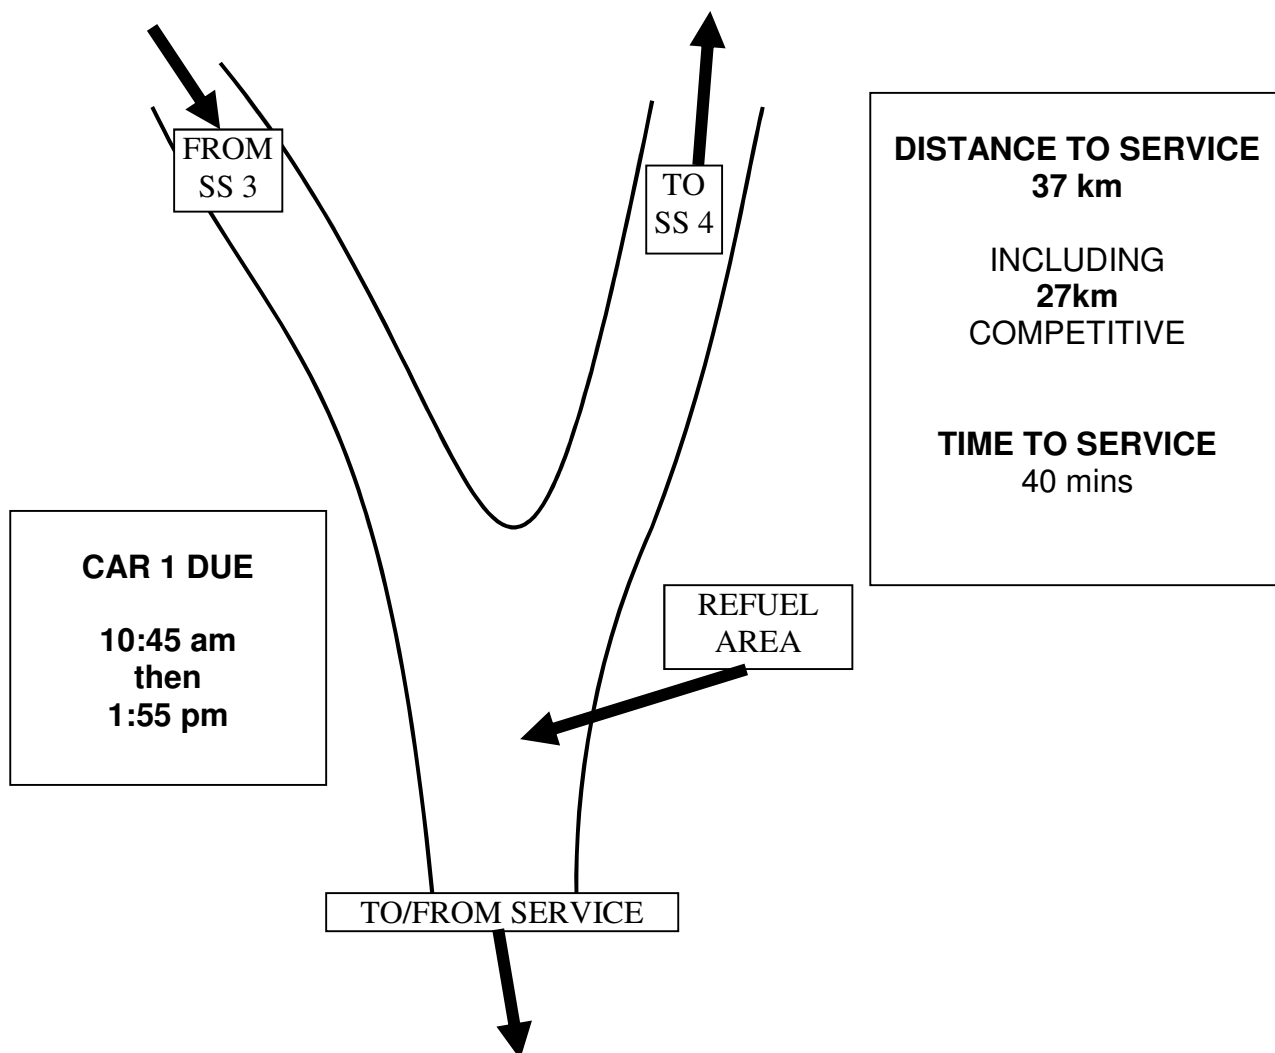 FROM
SS 3
TO
SS 4
DISTANCE TO SERVICE
37 km
INCLUDING
27km
COMPETITIVE
TIME TO SERVICE
40 mins
CAR 1 DUE
10:45 am
then
1:55 pm
REFUEL
AREA
TO/FROM SERVICE